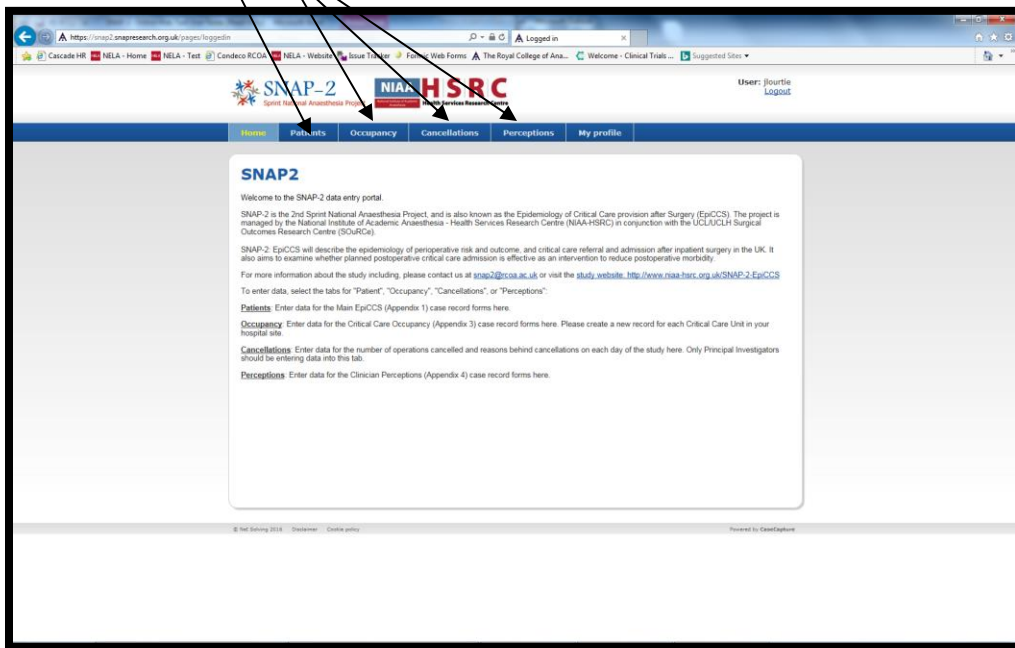 https://snap2.snapresearch.org.uk/pages/loggedin
Logged in
Cascade HR NELA - Home NELA - Test Condeco RCOA NELA - Website Issue Tracker Forensic Web Forms The Royal College of Ana... Welcome - Clinical Trials ... Suggested Sites
SNAP-2
Sprint National Anaesthesia Project
NIAA HSRC
Health Services Research Centre
User: jlourtie
Logout
Home Patients Occupancy Cancellations Perceptions My profile
SNAP2
Welcome to the SNAP-2 data entry portal.
SNAP-2 is the 2nd Sprint National Anaesthesia Project, and is also known as the Epidemiology of Critical Care provision after Surgery (EpiCCS). The project is
managed by the National Institute of Academic Anaesthesia - Health Services Research Centre (NIAA-HSRC) in conjunction with the UCL/UCLH Surgical
Outcomes Research Centre (SOuRCe).
SNAP-2: EpiCCS will describe the epidemiology of perioperative risk and outcome, and critical care referral and admission after inpatient surgery in the UK. It
also aims to examine whether planned postoperative critical care admission is effective as an intervention to reduce postoperative morbidity.
For more information about the study including, please contact us at snap2@rcoa.ac.uk or visit the study website: http://www.niaa-hsrc.org.uk/SNAP-2-EpiCCS
To enter data, select the tabs for "Patient", "Occupancy", "Cancellations", or "Perceptions":
Patients: Enter data for the Main EpiCCS (Appendix 1) case record forms here.
Occupancy: Enter data for the Critical Care Occupancy (Appendix 3) case record forms here. Please create a new record for each Critical Care Unit in your
hospital site.
Cancellations: Enter data for the number of operations cancelled and reasons behind cancellations on each day of the study here. Only Principal Investigators
should be entering data into this tab.
Perceptions: Enter data for the Clinician Perceptions (Appendix 4) case record forms here.
© Net Solving 2016 Disclaimer Cookie policy
Powered by CaseCapture